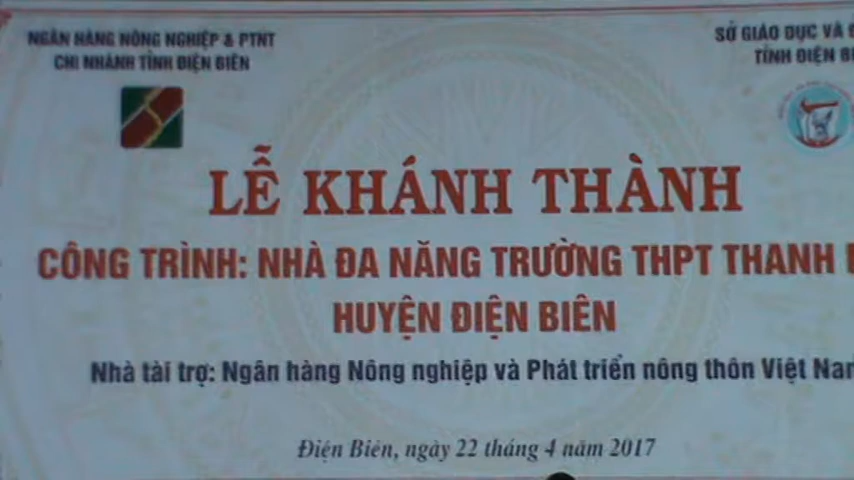 NGÂN HÀNG NÔNG NGHIỆP & PTNT
CHI NHÁNH TỈNH ĐIỆN BIÊN
SỞ GIÁO DỤC VÀ
TỈNH ĐIỆN
LỄ KHÁNH THÀNH
CÔNG TRÌNH: NHÀ ĐA NĂNG TRƯỜNG THPT THANH
HUYỆN ĐIỆN BIÊN
Nhà tài trợ: Ngân hàng Nông nghiệp và Phát triển nông thôn Việt Nam
Điện Biên, ngày 22 tháng 4 năm 2017